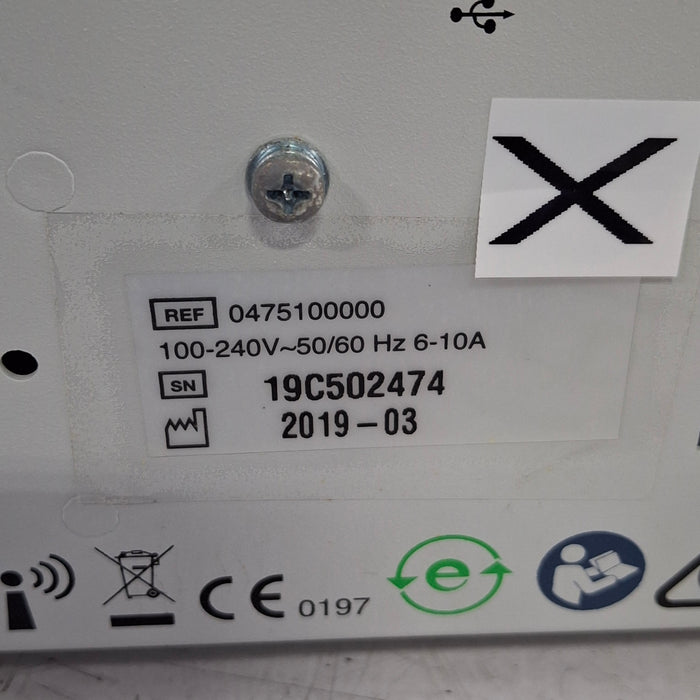 REF 0475100000
100-240V~50/60 Hz 6-10A
SN 19C502474
2019-03
CE 0197
e